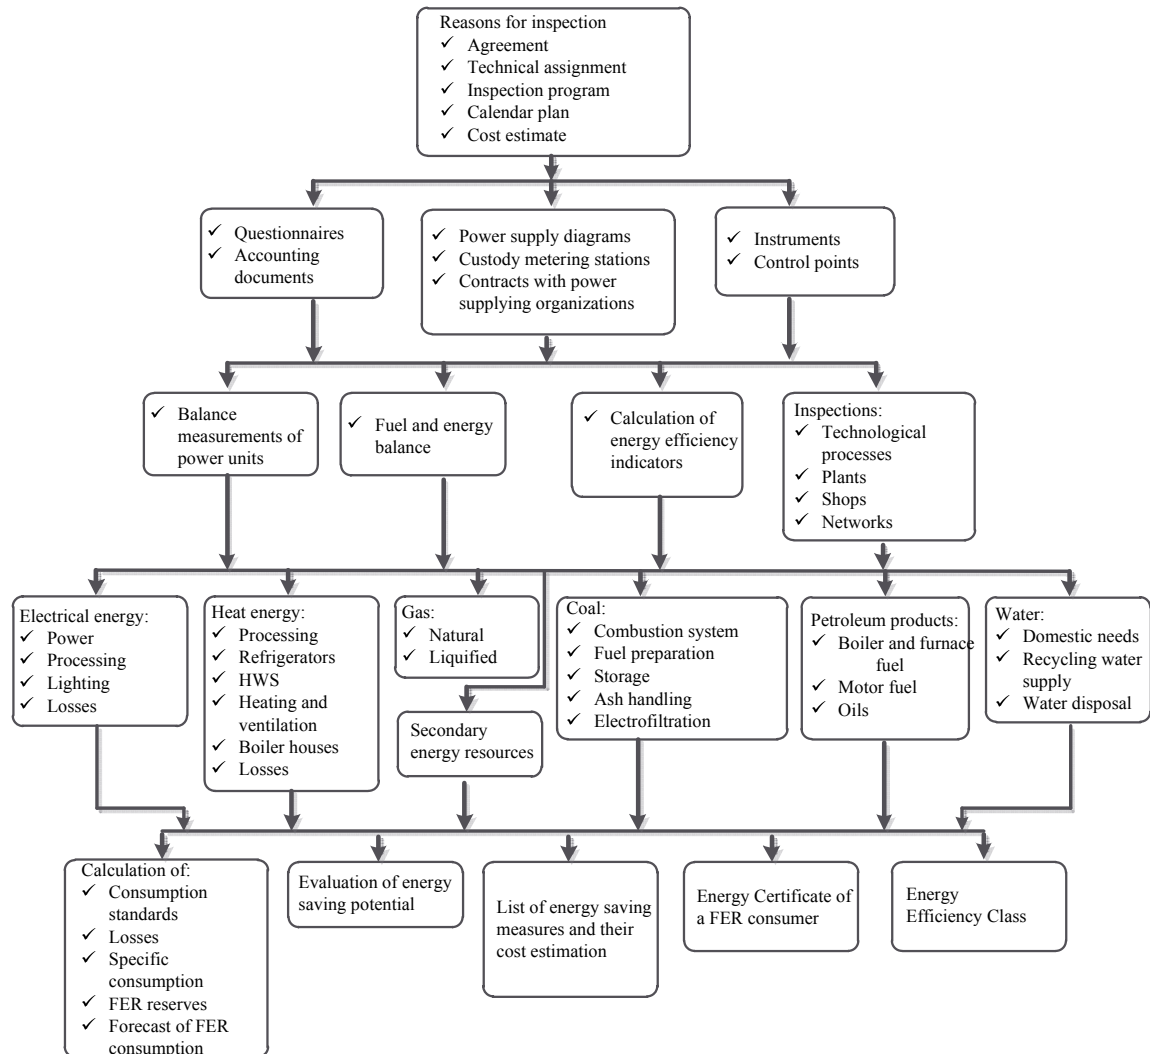 Reasons for inspection
✓ Agreement
✓ Technical assignment
✓ Inspection program
✓ Calendar plan
✓ Cost estimate
✓ Questionnaires
✓ Accounting
documents
✓ Power supply diagrams
✓ Custody metering stations
✓ Contracts with power
supplying organizations
✓ Instruments
✓ Control points
✓ Balance
measurements of
power units
✓ Fuel and energy
balance
✓ Calculation of
energy efficiency
indicators
Inspections:
✓ Technological
processes
✓ Plants
✓ Shops
✓ Networks
Electrical energy:
✓ Power
✓ Processing
✓ Lighting
✓ Losses
Heat energy:
✓ Processing
✓ Refrigerators
✓ HWS
✓ Heating and
ventilation
✓ Boiler houses
✓ Losses
Gas:
✓ Natural
✓ Liquified
Secondary
energy resources
Coal:
✓ Combustion system
✓ Fuel preparation
✓ Storage
✓ Ash handling
✓ Electrofiltration
Petroleum products:
✓ Boiler and furnace
fuel
✓ Motor fuel
✓ Oils
Water:
✓ Domestic needs
✓ Recycling water
supply
✓ Water disposal
Calculation of:
✓ Consumption
standards
✓ Losses
✓ Specific
consumption
✓ FER reserves
✓ Forecast of FER
consumption
Evaluation of energy
saving potential
List of energy saving
measures and their
cost estimation
Energy Certificate of
a FER consumer
Energy
Efficiency Class